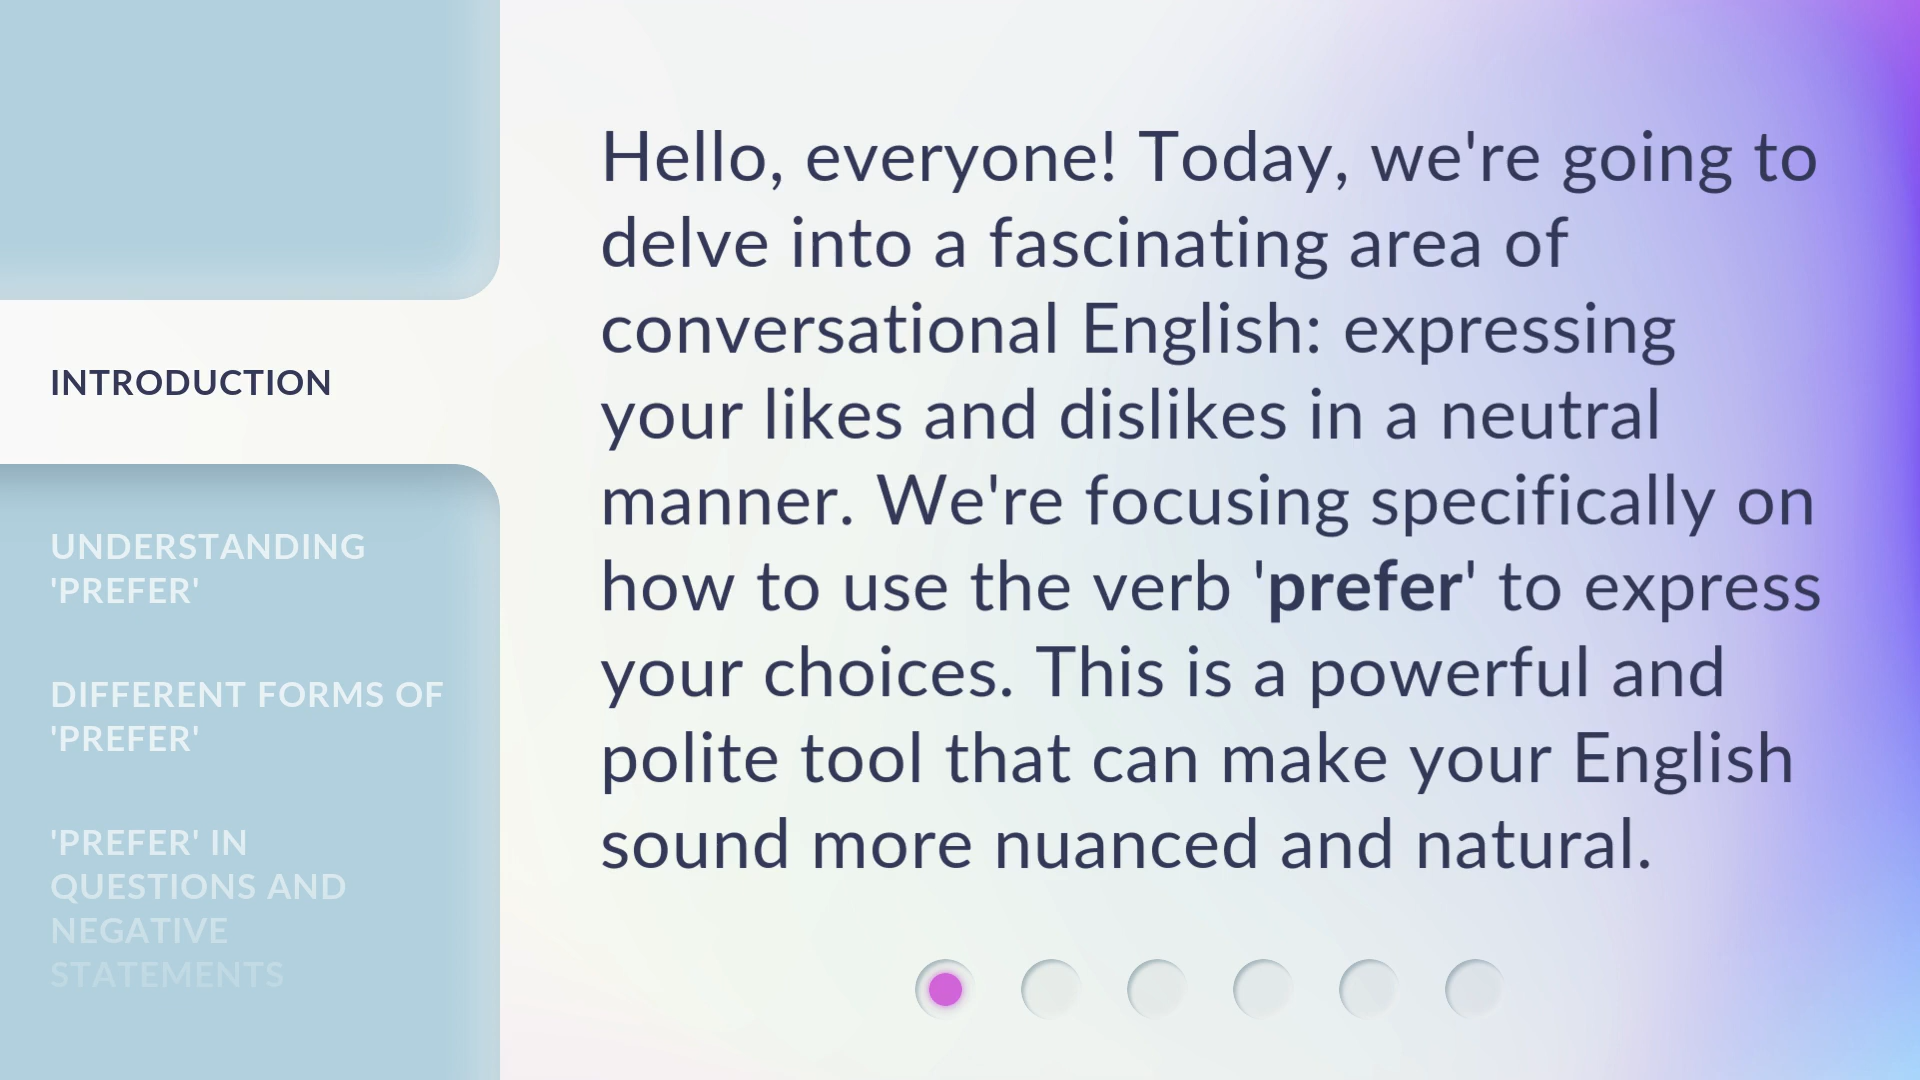 INTRODUCTION
UNDERSTANDING
'PREFER'
DIFFERENT FORMS OF
'PREFER'
'PREFER' IN
QUESTIONS AND
NEGATIVE
STATEMENTS
Hello, everyone! Today, we're going to
delve into a fascinating area of
conversational English: expressing
your likes and dislikes in a neutral
manner. We're focusing specifically on
how to use the verb 'prefer' to express
your choices. This is a powerful and
polite tool that can make your English
sound more nuanced and natural.